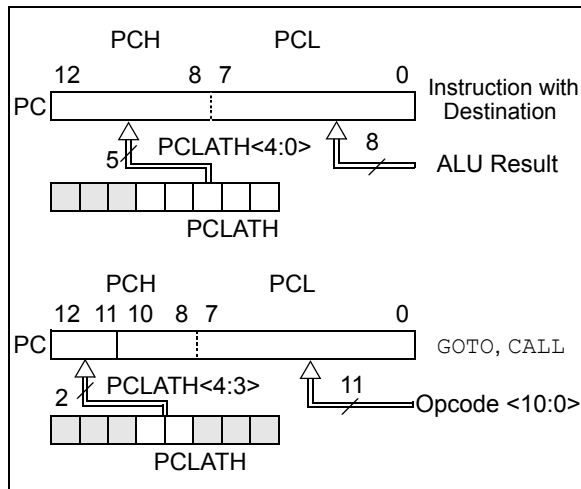 PCH PCL
12 8 7 0
PC
Instruction with
Destination
5 PCLATH<4:0> 8
ALU Result
PCLATH
PCH PCL
12 11 10 8 7 0
PC GOTO, CALL
2 PCLATH<4:3> 11
Opcode <10:0>
PCLATH